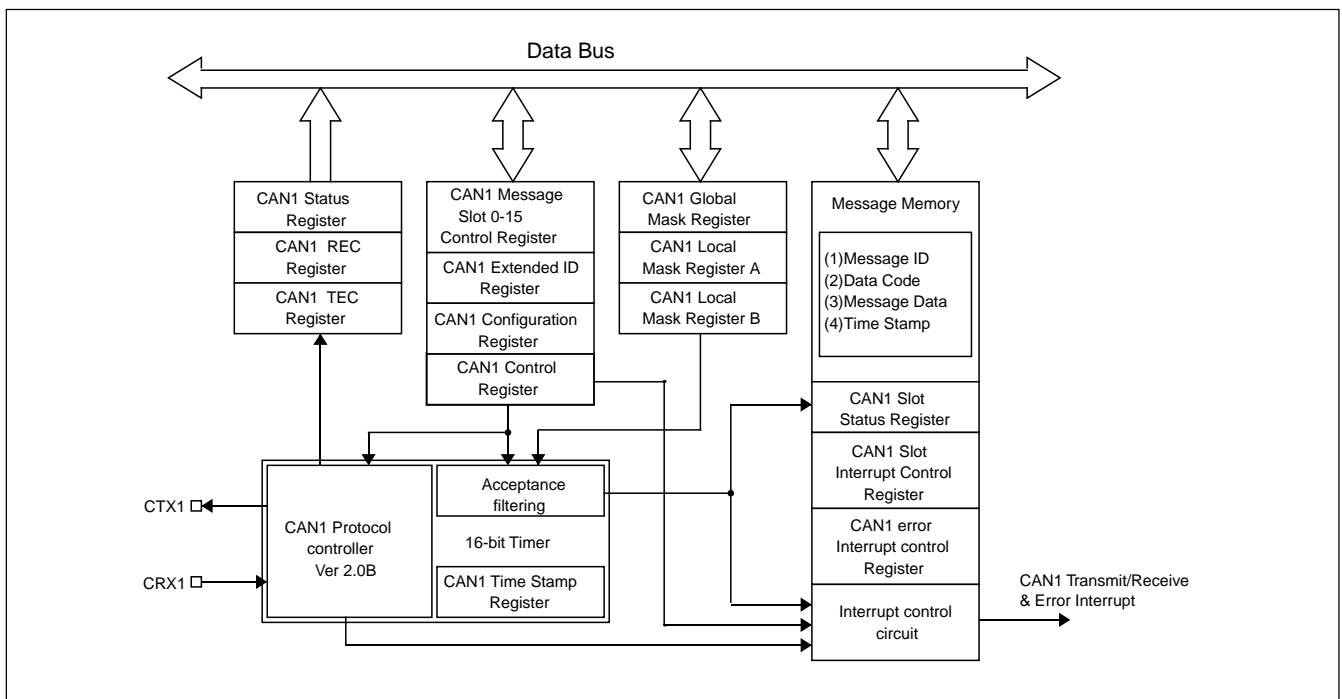 Data Bus
CAN1 Status
Register
CAN1 REC
Register
CAN1 TEC
Register
CAN1 Message
Slot 0-15
Control Register
CAN1 Extended ID
Register
CAN1 Configuration
Register
CAN1 Control
Register
CAN1 Global
Mask Register
CAN1 Local
Mask Register A
CAN1 Local
Mask Register B
Message Memory
(1)Message ID
(2)Data Code
(3)Message Data
(4)Time Stamp
CAN1 Slot
Status Register
CAN1 Slot
Interrupt Control
Register
CAN1 error
Interrupt control
Register
Interrupt control
circuit
CTX1
CRX1
CAN1 Protocol
controller
Ver 2.0B
Acceptance
filtering
16-bit Timer
CAN1 Time Stamp
Register
CAN1 Transmit/Receive
& Error Interrupt